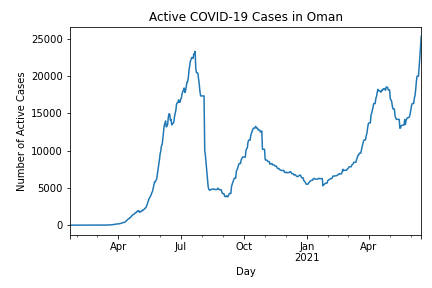 Active COVID-19 Cases in Oman
Number of Active Cases
25000
20000
15000
10000
5000
0
Apr
Jul
Oct
Jan
2021
Apr
Day